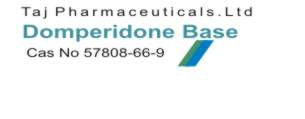 Taj Pharmaceuticals.Ltd
Domperidone Base
Cas No 57808-66-9